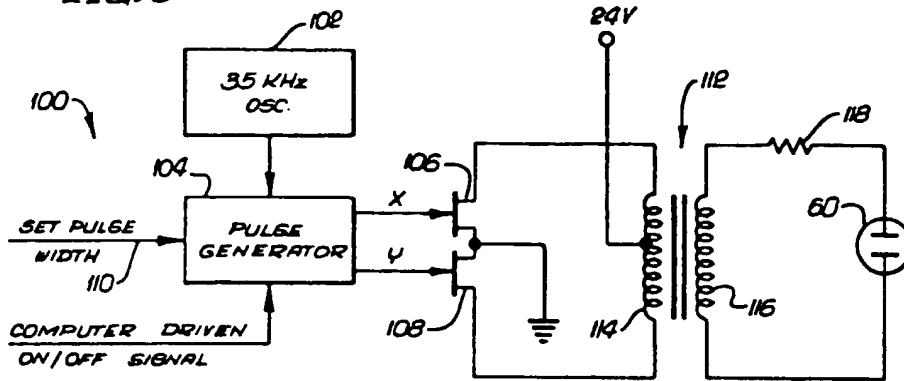 24V
102
35 KHz
OSC.
112
100
118
106
104
X
60
SET PULSE
WIDTH
PULSE
GENERATOR
110
Y
108
114
116
COMPUTER DRIVEN
ON/OFF SIGNAL